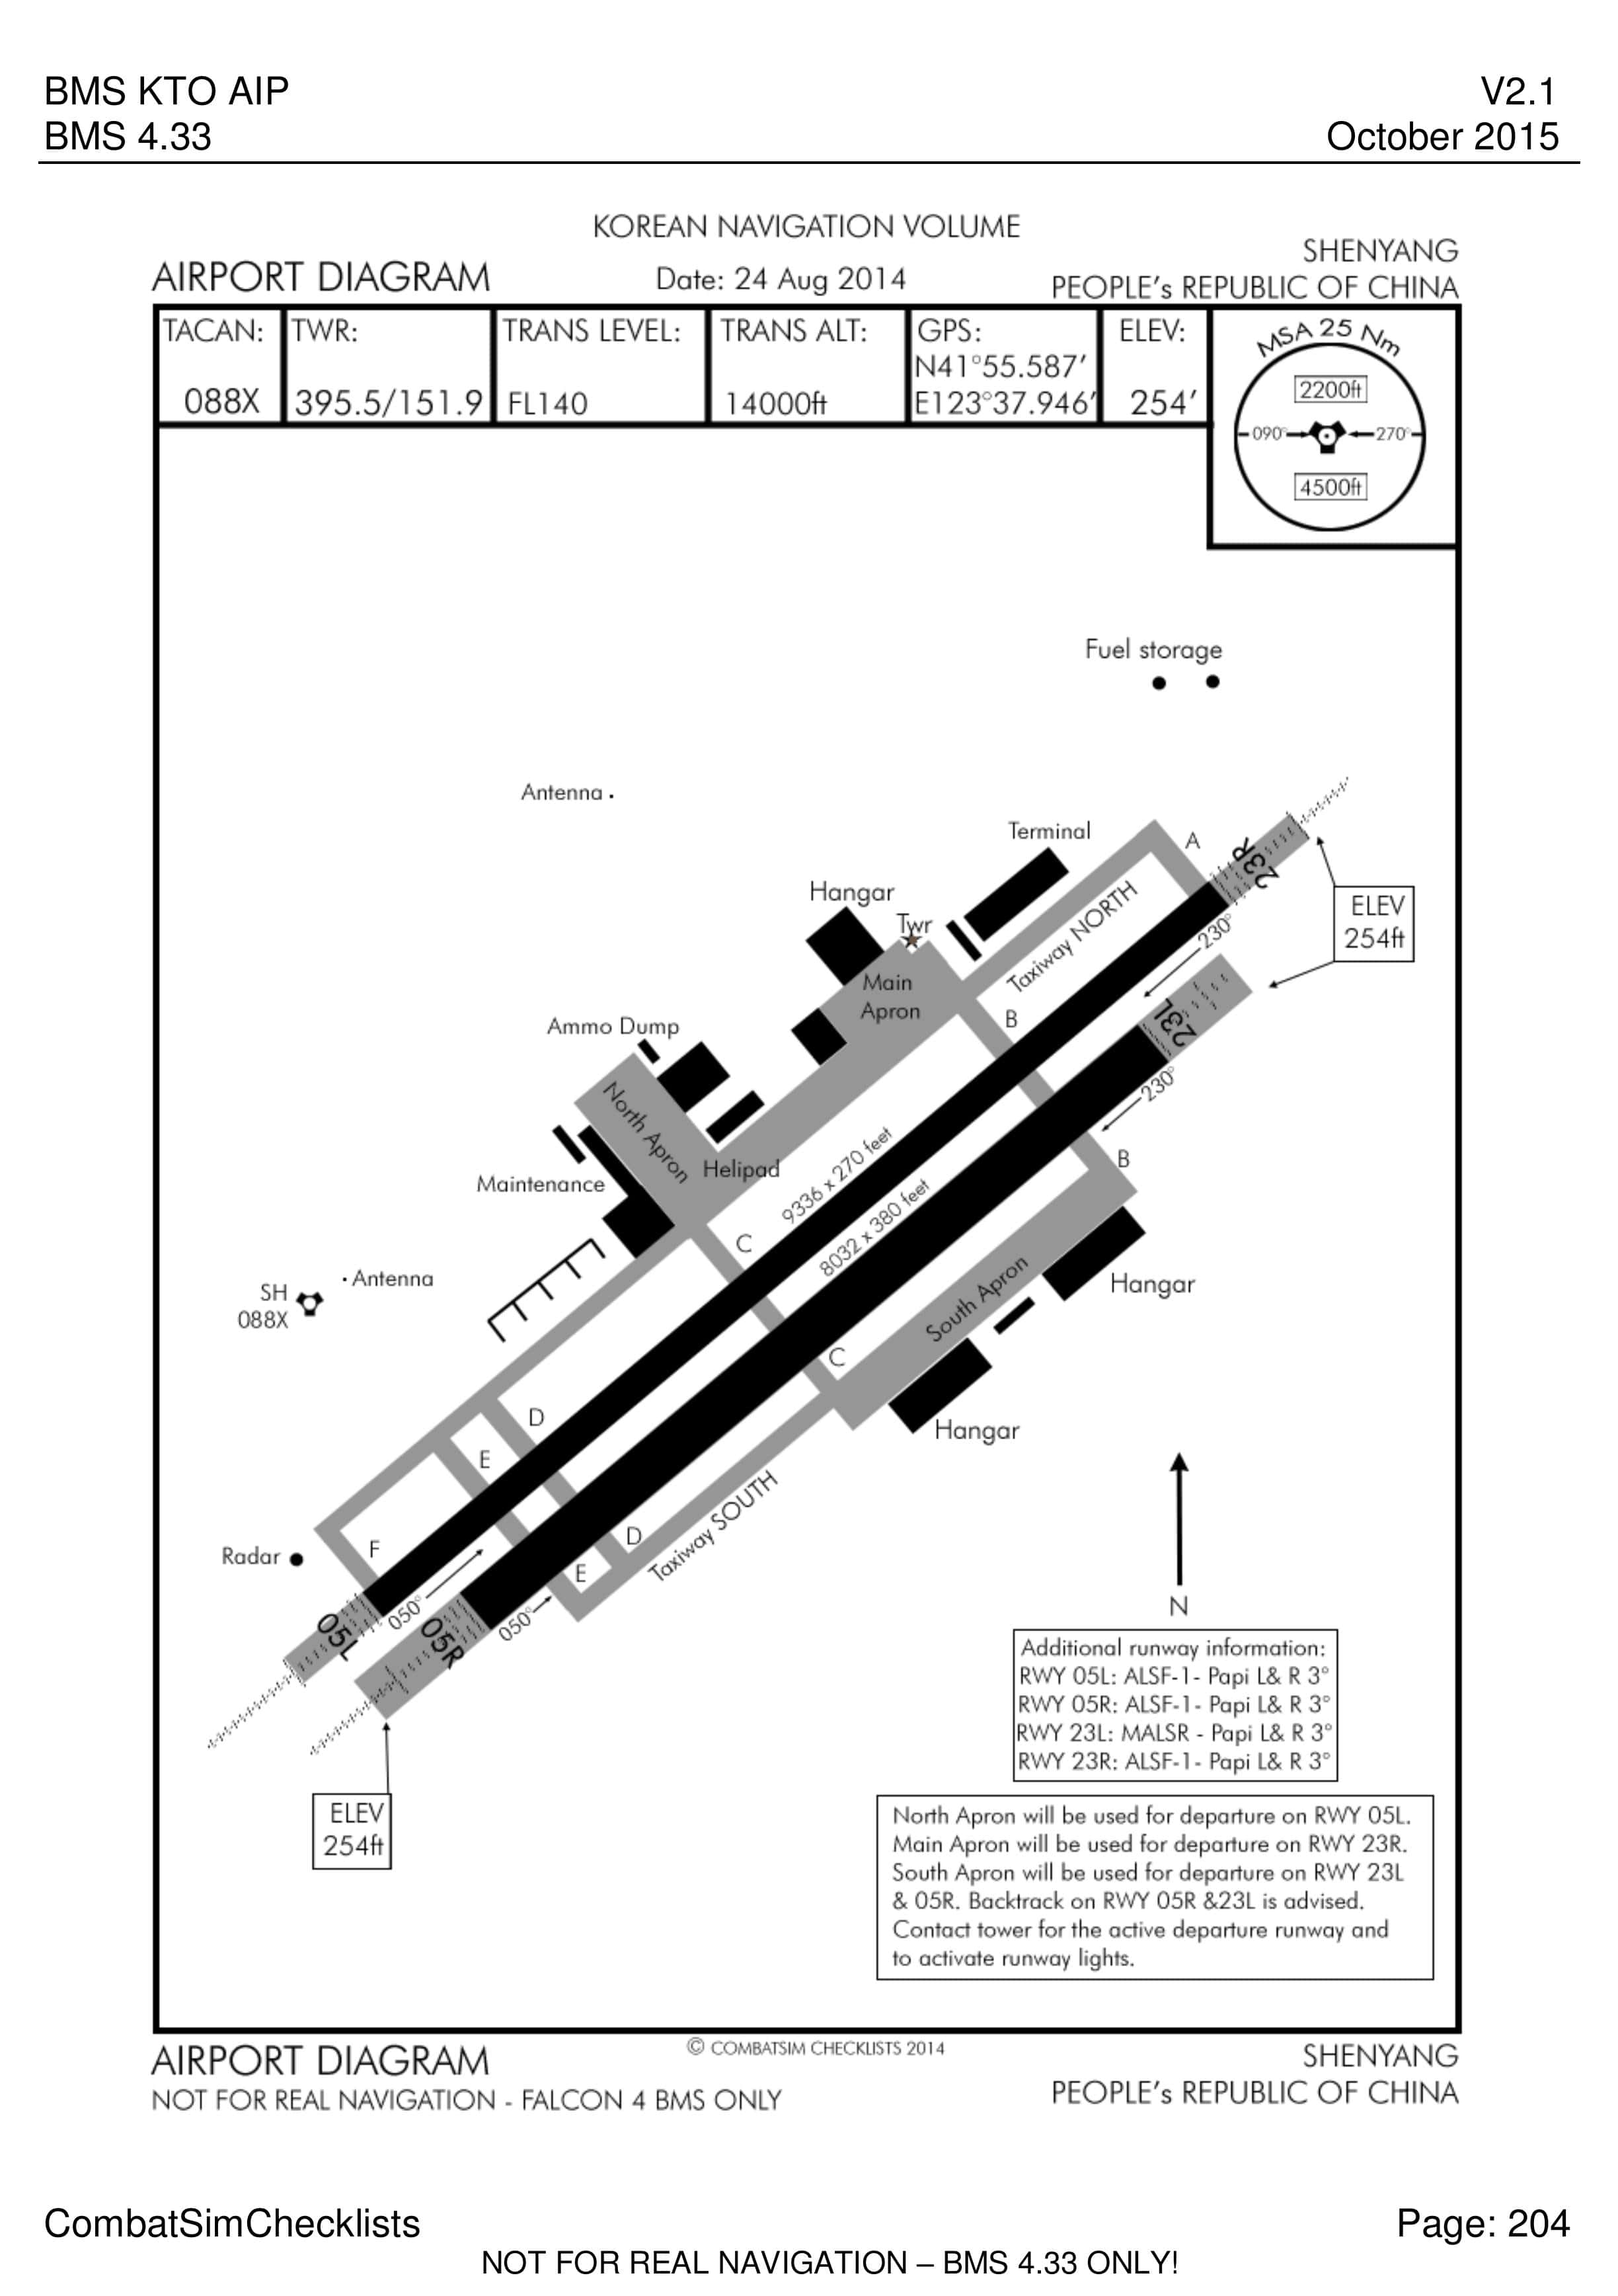 BMS KTO AIP
V2.1
BMS 4.33
October 2015
KOREAN NAVIGATION VOLUME
SHENYANG
AIRPORT DIAGRAM
Date: 24 Aug 2014
PEOPLE's REPUBLIC OF CHINA
TACAN:
088X
TWR:
395.5/151.9
TRANS LEVEL:
FL140
TRANS ALT:
14000ft
GPS:
N41°55.587'
E123°37.946'
ELEV:
254'
MSA 25 Nm
2200ft
090°
270°
4500ft
Fuel storage
Antenna
Terminal
A
23R
Hangar
Twr
ELEV
254ft
Taxiway NORTH
230°
Main
Apron
B
23L
Ammo Dump
230°
North Apron
9336 x 270 feet
B
Helipad
Maintenance
8032 x 380 feet
C
Antenna
SH
088X
South Apron
Hangar
C
D
Hangar
E
Taxiway SOUTH
D
F
Radar
E
050°
050°
05L
05R
N
Additional runway information:
RWY 05L: ALSF-1- Papi L& R 3°
RWY 05R: ALSF-1- Papi L& R 3°
RWY 23L: MALSR - Papi L& R 3°
RWY 23R: ALSF-1- Papi L& R 3°
ELEV
254ft
North Apron will be used for departure on RWY 05L.
Main Apron will be used for departure on RWY 23R.
South Apron will be used for departure on RWY 23L
& 05R. Backtrack on RWY 05R &23L is advised.
Contact tower for the active departure runway and
to activate runway lights.
AIRPORT DIAGRAM
© COMBATSIM CHECKLISTS 2014
SHENYANG
NOT FOR REAL NAVIGATION - FALCON 4 BMS ONLY
PEOPLE's REPUBLIC OF CHINA
CombatSimChecklists
Page: 204
NOT FOR REAL NAVIGATION – BMS 4.33 ONLY!